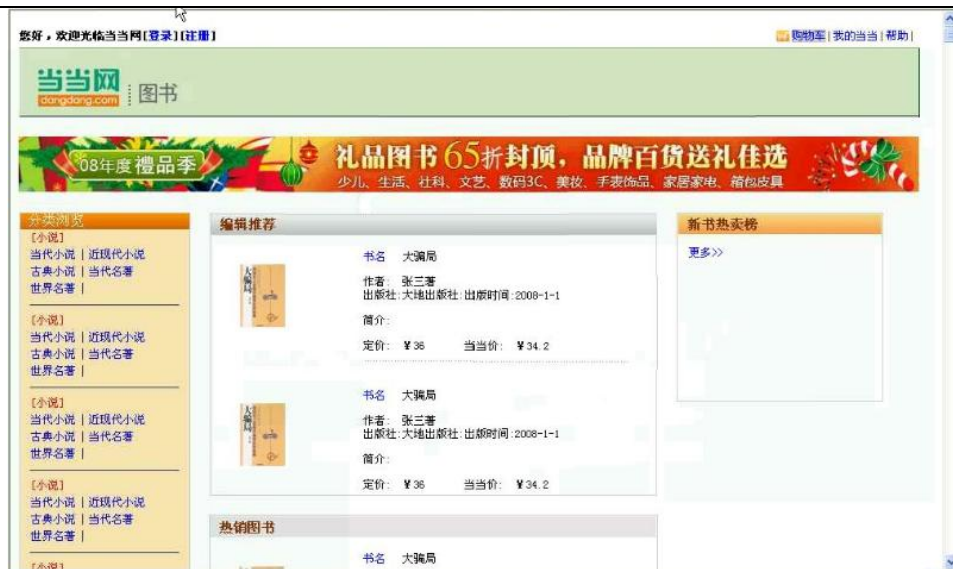 您好，欢迎光临当当网[登录][注册]
购物车|我的当当|帮助|
当当网
dangdang.com
图书
08年度禮品季
礼品图书65折封顶，品牌百货送礼佳选
少儿、生活、社科、文艺、数码3C、美妆、手表饰品、家居家电、箱包皮具
分类浏览
[小说]
当代小说 | 近现代小说
古典小说 | 当代名著
世界名著 |
[小说]
当代小说 | 近现代小说
古典小说 | 当代名著
世界名著 |
[小说]
当代小说 | 近现代小说
古典小说 | 当代名著
世界名著 |
[小说]
当代小说 | 近现代小说
古典小说 | 当代名著
世界名著 |
[小说]
编辑推荐
大骗局
书名 大骗局
作者: 张三著
出版社:大地出版社:出版时间:2008-1-1
简介:
定价: ￥36 当当价: ￥34.2
大骗局
书名 大骗局
作者: 张三著
出版社:大地出版社:出版时间:2008-1-1
简介:
定价: ￥36 当当价: ￥34.2
热销图书
书名 大骗局
新书热卖榜
更多>>